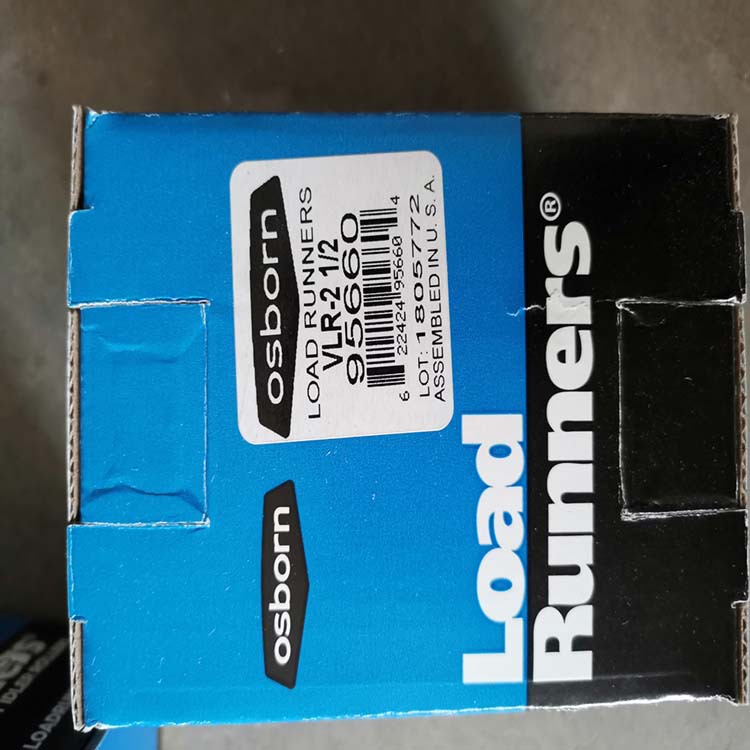 osborn
LOAD RUNNERS
VLR-2 1/2
95660
6 22424 95660 4
LOT: 1805772
ASSEMBLED IN U. S. A.
osborn
Load
Runners®